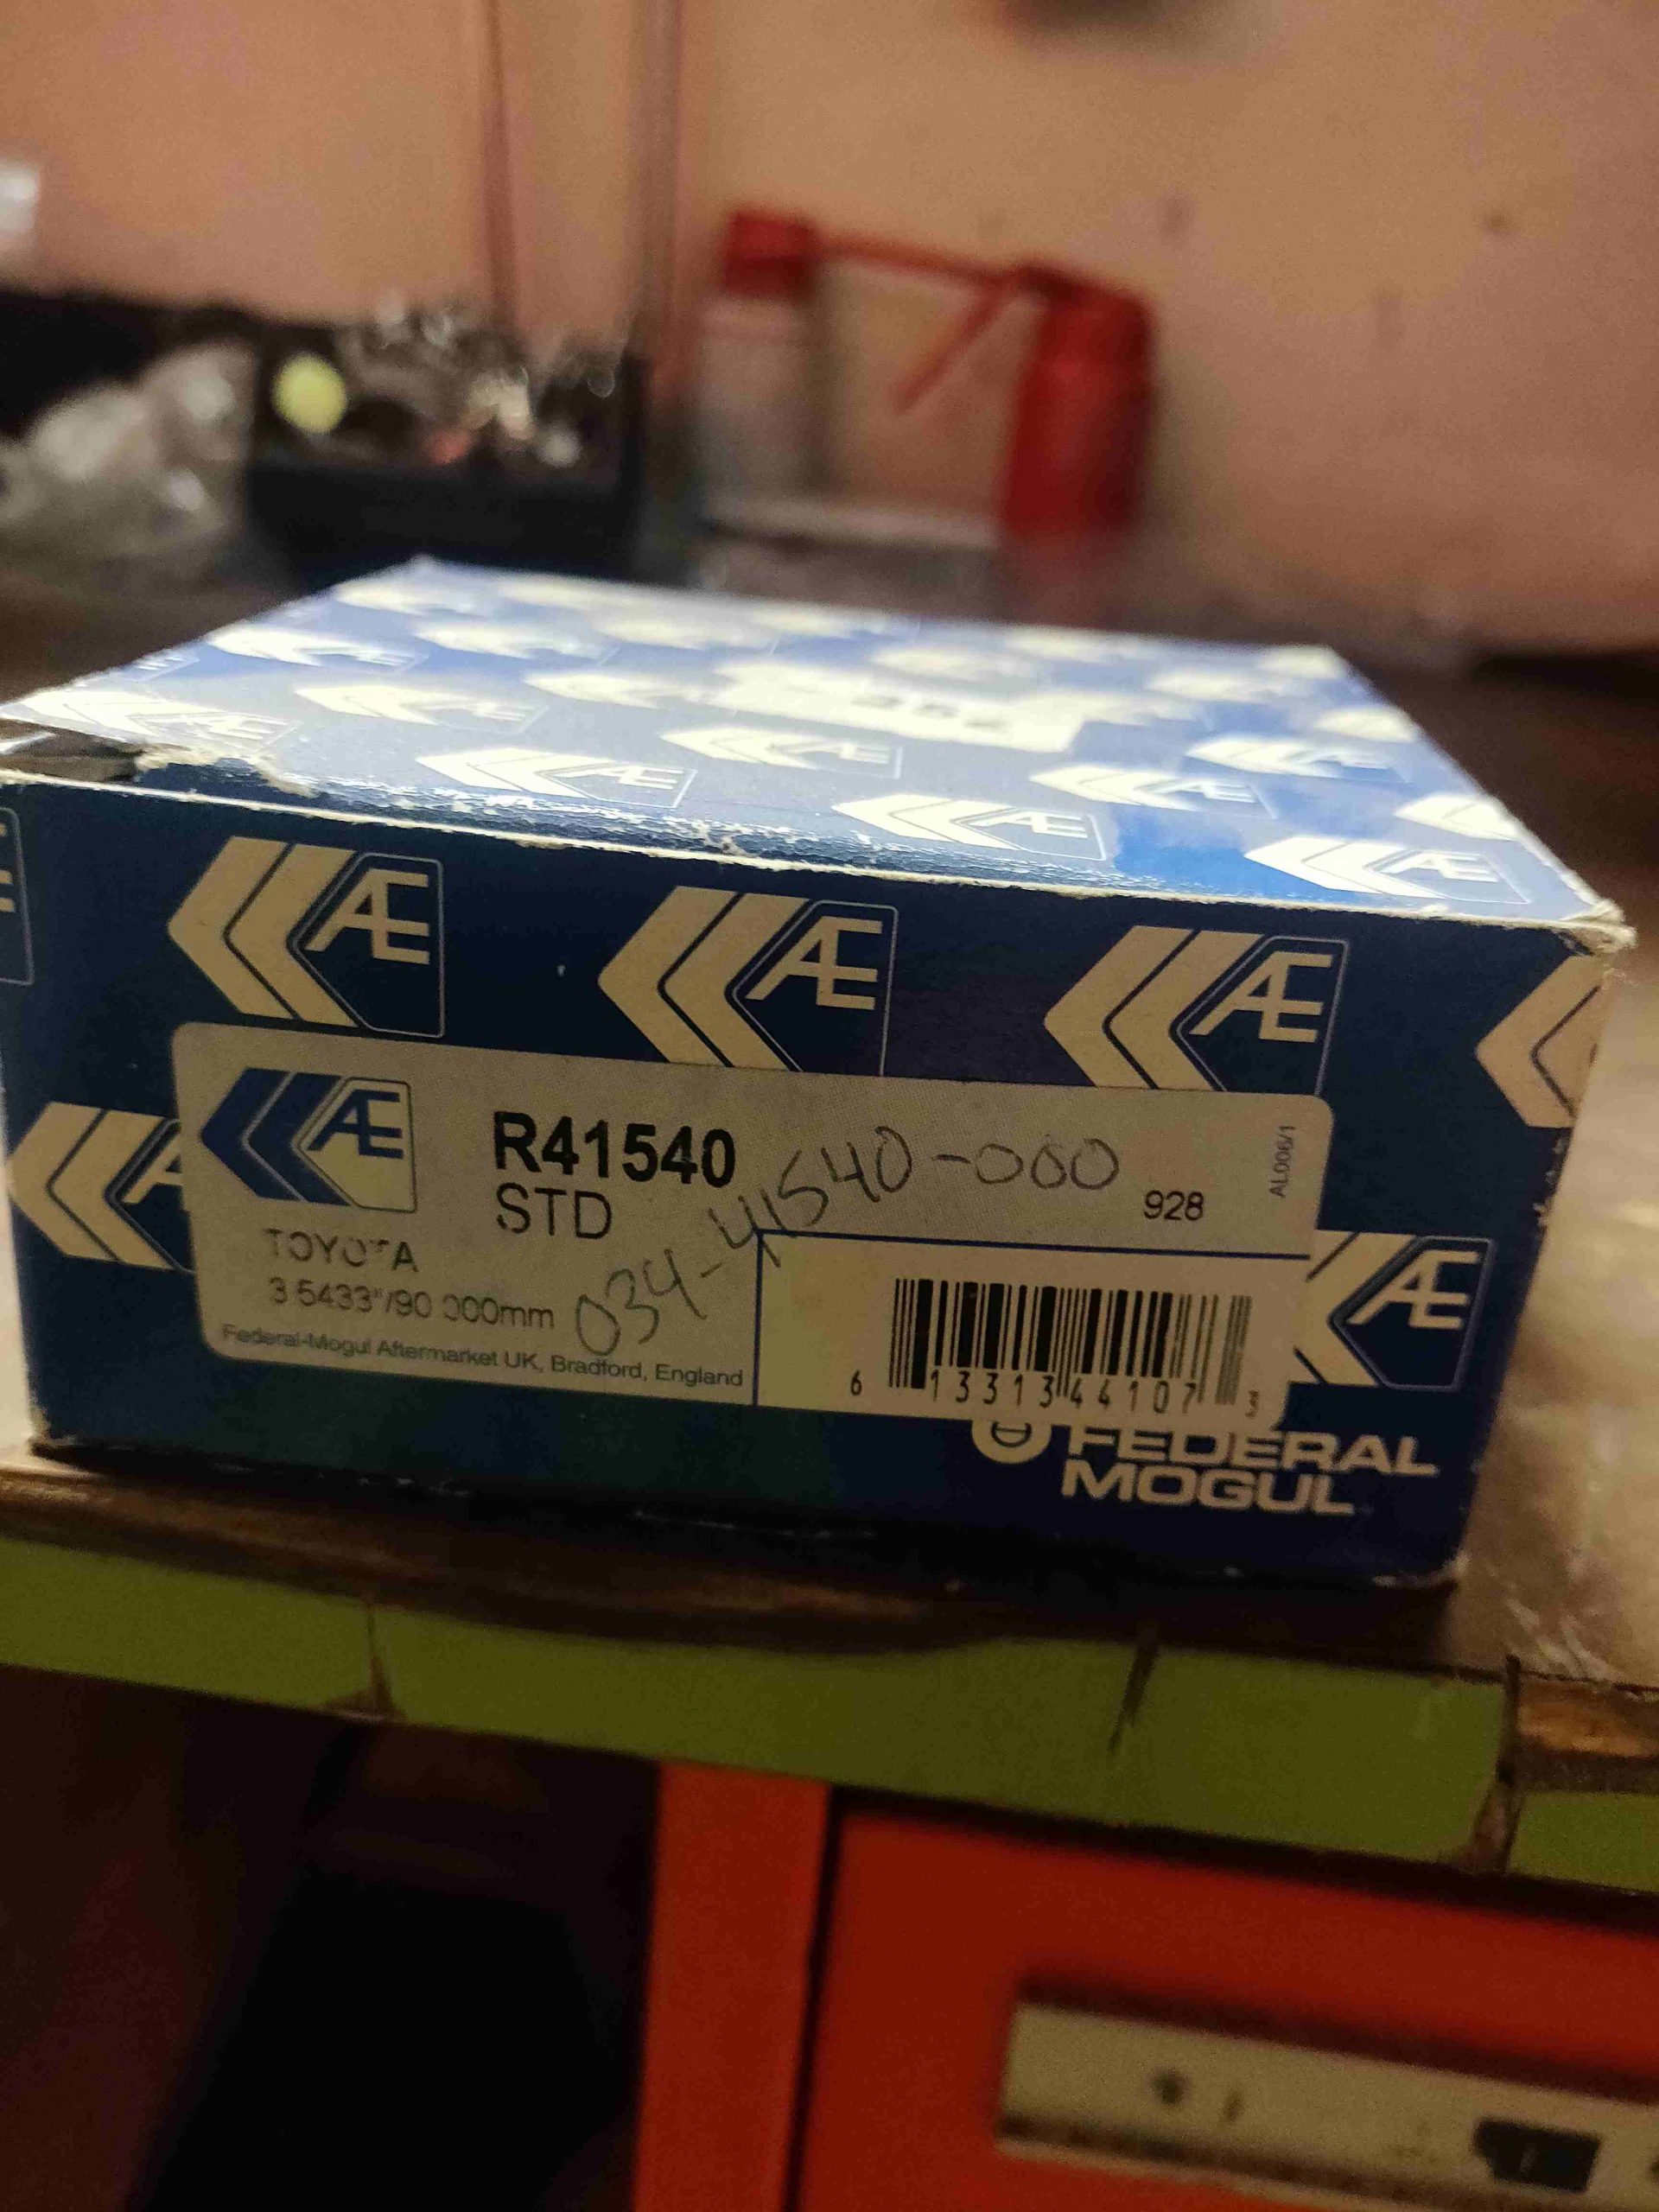 Æ Æ Æ
Æ
R41540
STD
034-41540-000
928
AL006/1
TOYOTA
3.5433"/90.000mm
Federal-Mogul Aftermarket UK, Bradford, England
6 13313 44107 3
Æ
FEDERAL
MOGUL